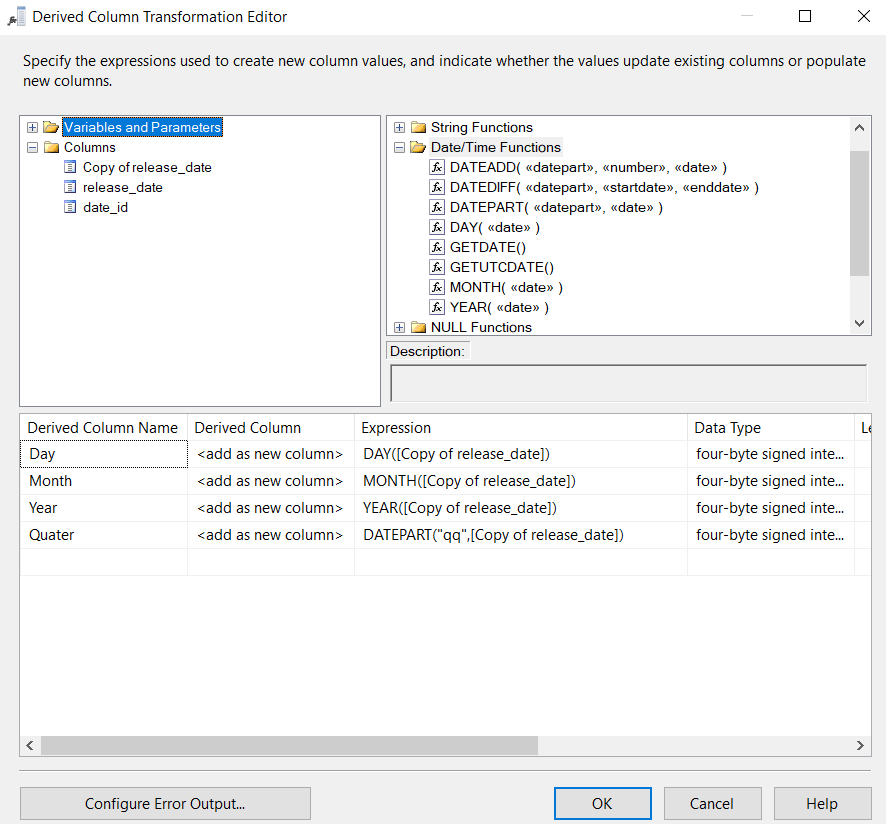 Derived Column Transformation Editor
Specify the expressions used to create new column values, and indicate whether the values update existing columns or populate
new columns.
Variables and Parameters
Columns
Copy of release_date
release_date
date_id
String Functions
Date/Time Functions
DATEADD( «datepart», «number», «date» )
DATEDIFF( «datepart», «startdate», «enddate» )
DATEPART( «datepart», «date» )
DAY( «date» )
GETDATE()
GETUTCDATE()
MONTH( «date» )
YEAR( «date» )
NULL Functions
Description:
Derived Column Name Derived Column Expression Data Type Le
Day <add as new column> DAY([Copy of release_date]) four-byte signed inte...
Month <add as new column> MONTH([Copy of release_date]) four-byte signed inte...
Year <add as new column> YEAR([Copy of release_date]) four-byte signed inte...
Quater <add as new column> DATEPART("qq",[Copy of release_date]) four-byte signed inte...
Configure Error Output... OK Cancel Help